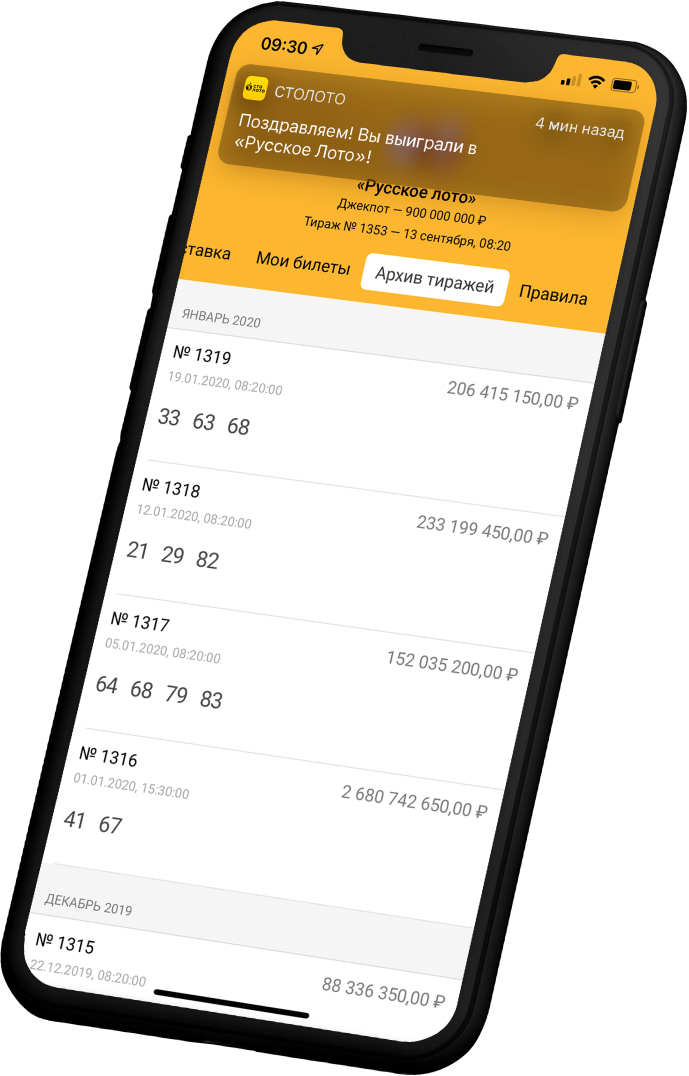 09:30
СТО
ЛОТО
СТОЛОТО
4 мин назад
Поздравляем! Вы выиграли в
«Русское Лото»!
«Русское лото»
Джекпот — 900 000 000 ₽
Тираж № 1353 — 13 сентября, 08:20
ставка Мои билеты Архив тиражей Правила
ЯНВАРЬ 2020
№ 1319
19.01.2020, 08:20:00
206 415 150,00 ₽
33 63 68
№ 1318
12.01.2020, 08:20:00
233 199 450,00 ₽
21 29 82
№ 1317
05.01.2020, 08:20:00
152 035 200,00 ₽
64 68 79 83
№ 1316
01.01.2020, 15:30:00
2 680 742 650,00 ₽
41 67
ДЕКАБРЬ 2019
№ 1315
22.12.2019, 08:20:00
88 336 350,00 ₽